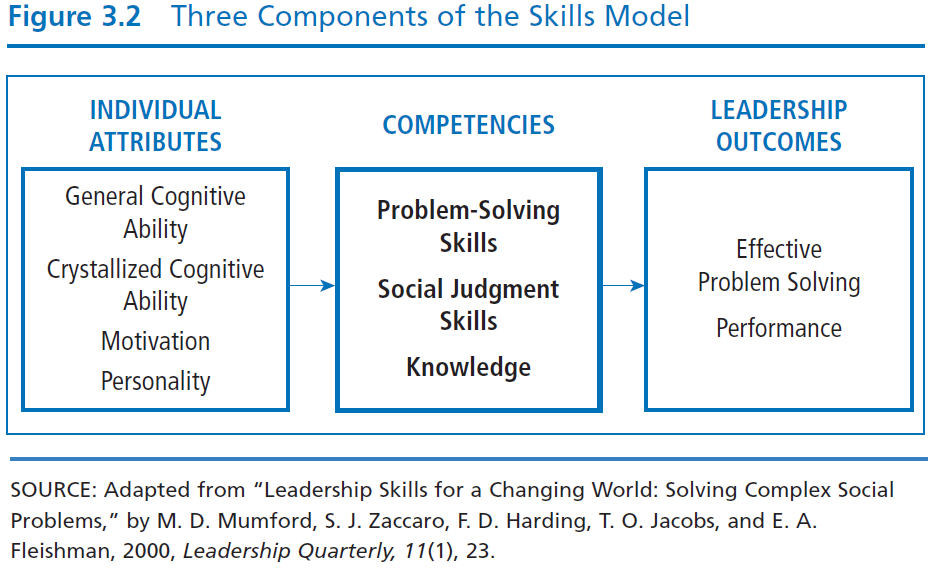 Figure 3.2 Three Components of the Skills Model
INDIVIDUAL
ATTRIBUTES
General Cognitive
Ability
Crystallized Cognitive
Ability
Motivation
Personality
COMPETENCIES
Problem-Solving
Skills
Social Judgment
Skills
Knowledge
LEADERSHIP
OUTCOMES
Effective
Problem Solving
Performance
SOURCE: Adapted from “Leadership Skills for a Changing World: Solving Complex Social
Problems,” by M. D. Mumford, S. J. Zaccaro, F. D. Harding, T. O. Jacobs, and E. A.
Fleishman, 2000, Leadership Quarterly, 11(1), 23.